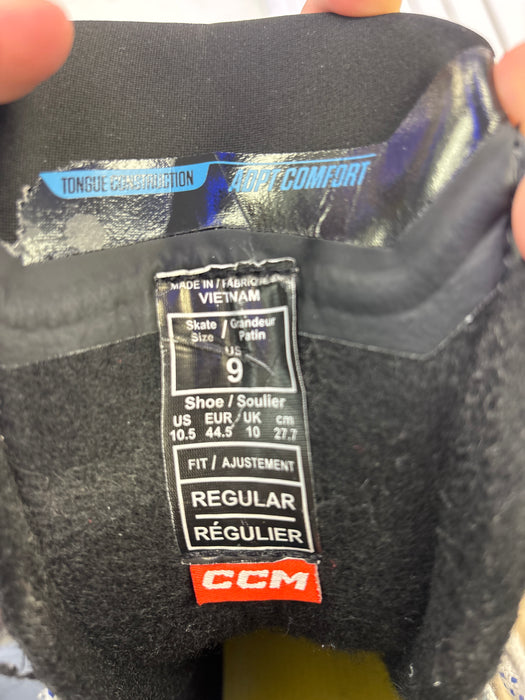 TONGUE CONSTRUCTION
ADPT COMFORT
MADE IN / FABRIQUE AU
VIETNAM
Skate / Grandeur
Size / Patin
US
9
Shoe / Soulier
US EUR UK cm
10.5 44.5 10 27.7
FIT / AJUSTEMENT
REGULAR
RÉGULIER
CCM